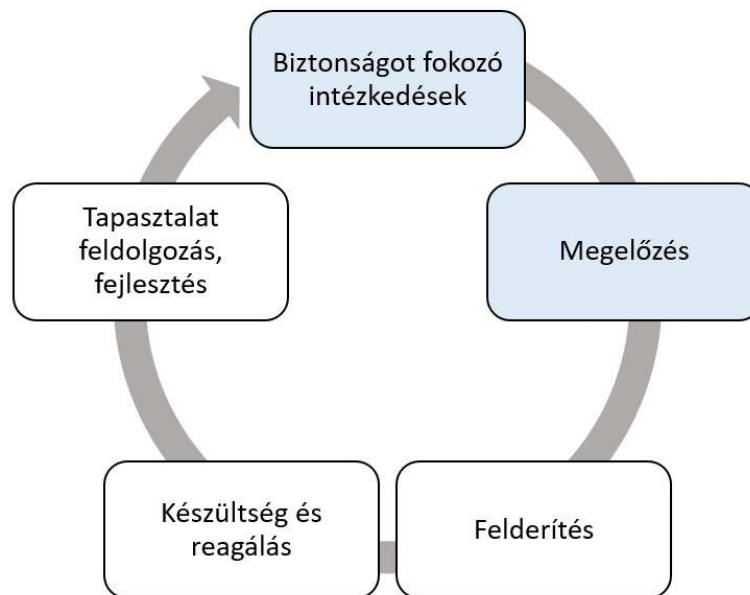 Biztonságot fokozó
intézkedések
Megelőzés
Felderítés
Készültség és
reagálás
Tapasztalat
feldolgozás,
fejlesztés